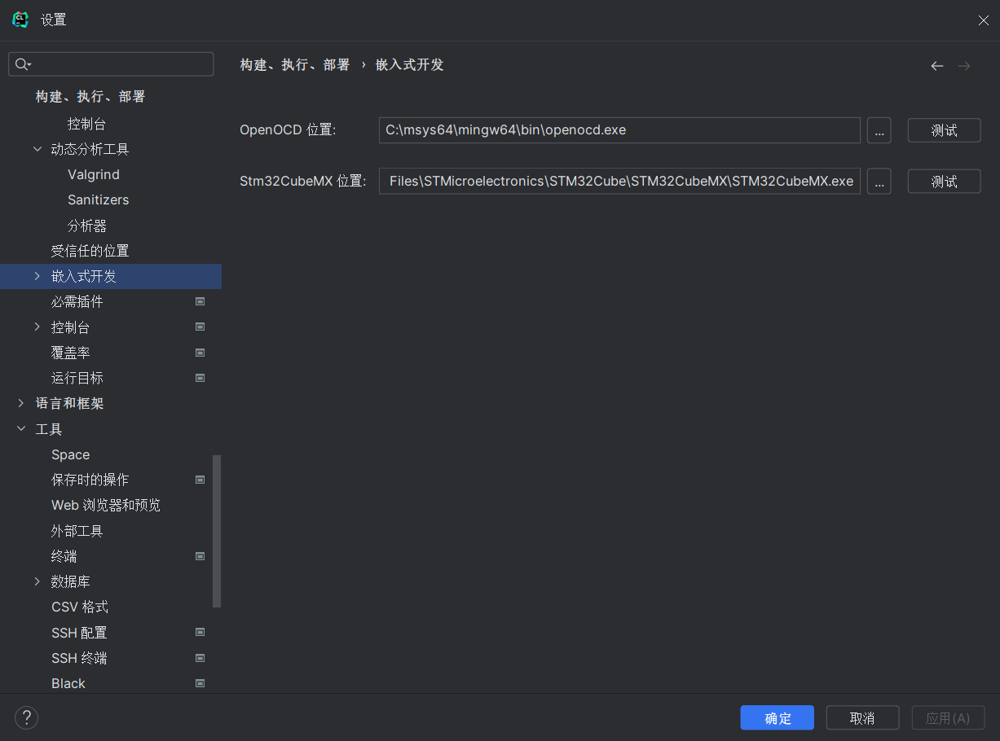 设置
构建、执行、部署
控制台
动态分析工具
Valgrind
Sanitizers
分析器
受信任的位置
嵌入式开发
必需插件
控制台
覆盖率
运行目标
语言和框架
工具
Space
保存时的操作
Web 浏览器和预览
外部工具
终端
数据库
CSV 格式
SSH 配置
SSH 终端
Black
构建、执行、部署 › 嵌入式开发
OpenOCD 位置: C:\msys64\mingw64\bin\openocd.exe ... 测试
Stm32CubeMX 位置: Files\STMicroelectronics\STM32Cube\STM32CubeMX\STM32CubeMX.exe ... 测试
? 确定 取消 应用(A)